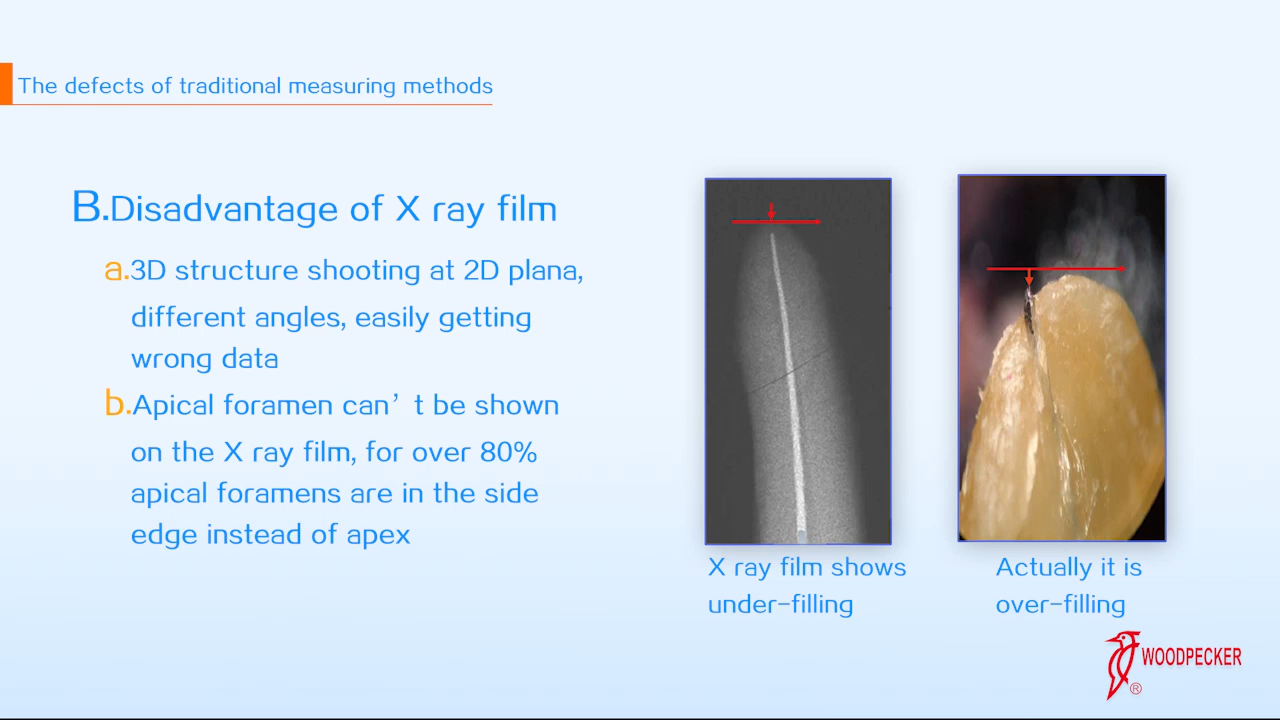 The defects of traditional measuring methods
B.Disadvantage of X ray film
a.3D structure shooting at 2D plana,
different angles, easily getting
wrong data
b.Apical foramen can’ t be shown
on the X ray film, for over 80%
apical foramens are in the side
edge instead of apex
X ray film shows
under-filling
Actually it is
over-filling
WOODPECKER
®